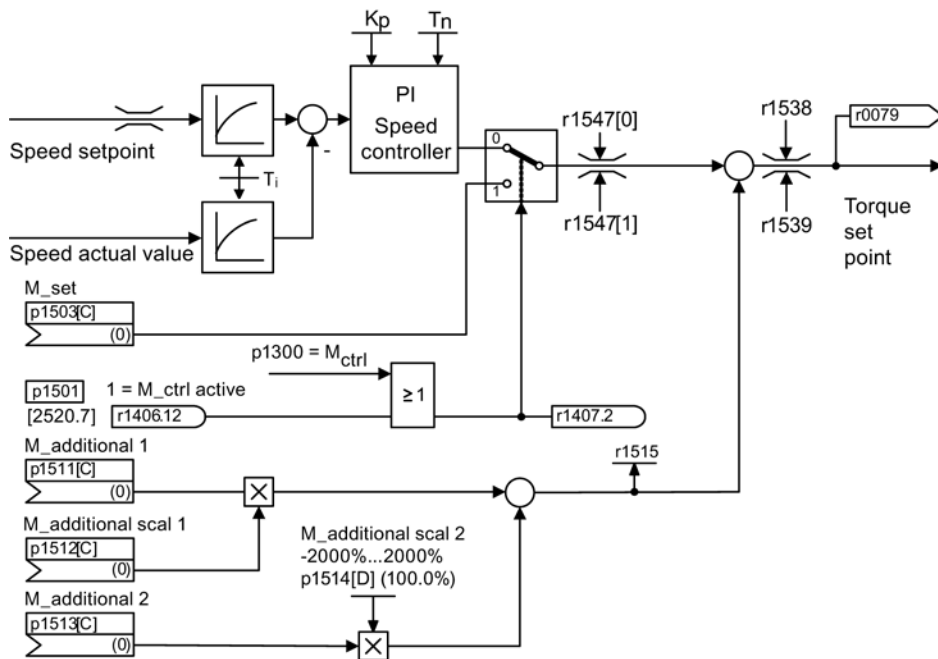 Kp
Tn
PI
Speed
controller
Speed setpoint
-
Ti
Speed actual value
0
1
r1547[0]
r1547[1]
r1538
r1539
r0079
Torque
set
point
M_set
p1503[C]
(0)
p1300 = Mctrl
≥1
p1501
[2520.7]
1 = M_ctrl active
r1406.12
r1407.2
M_additional 1
p1511[C]
(0)
r1515
M_additional scal 1
p1512[C]
(0)
M_additional scal 2
-2000%...2000%
p1514[D] (100.0%)
M_additional 2
p1513[C]
(0)